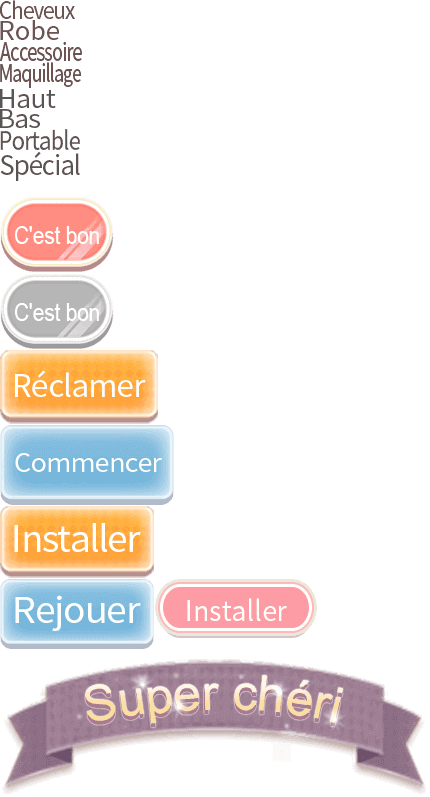 Cheveux
Robe
Accessoire
Maquillage
Haut
Bas
Portable
Spécial
C'est bon
C'est bon
Réclamer
Commencer
Installer
Rejouer
Installer
Super chéri